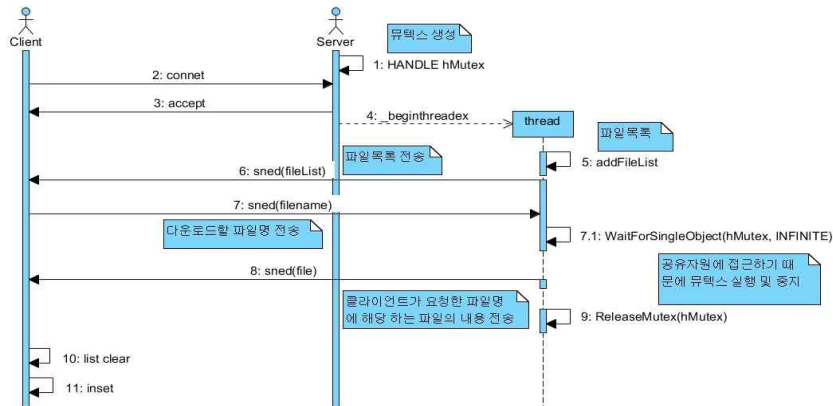 Client
Server
뮤텍스 생성
1: HANDLE hMutex
2: connet
3: accept
4: _beginthreadex
thread
파일목록
5: addFileList
파일목록 전송
6: sned(fileList)
7: sned(filename)
다운로드할 파일명 전송
7.1: WaitForSingleObject(hMutex, INFINITE)
8: sned(file)
공유자원에 접근하기 때
문에 뮤텍스 실행 및 중지
클라이언트가 요청한 파일명
에 해당 하는 파일의 내용 전송
9: ReleaseMutex(hMutex)
10: list clear
11: inset